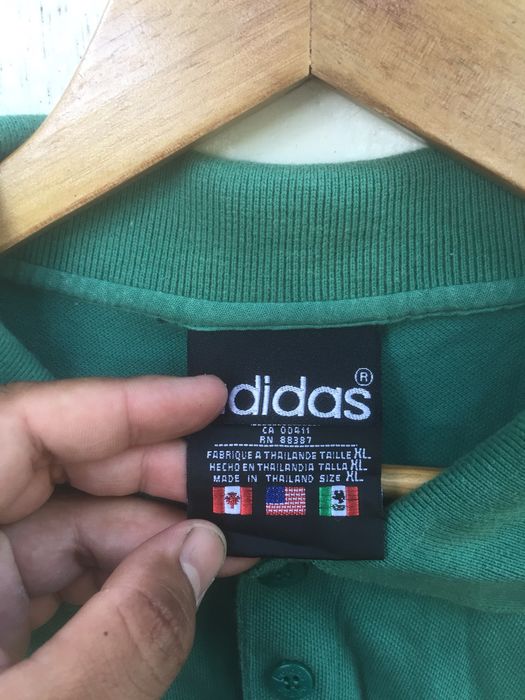 adidas®
CA 00411
RN 88387
FABRIQUE A THAILANDE TAILLE XL
HECHO EN THAILANDIA TALLA XL
MADE IN THAILAND SIZE XL